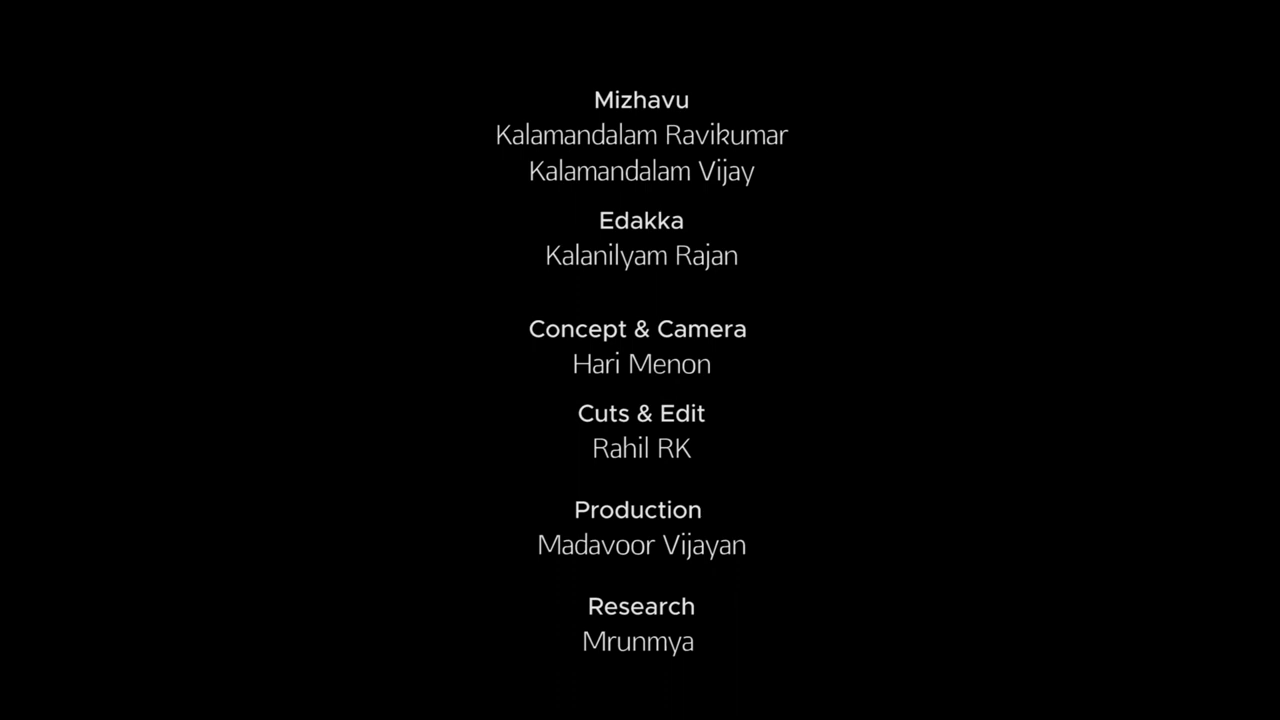 Mizhavu
Kalamandalam Ravikumar
Kalamandalam Vijay
Edakka
Kalanilyam Rajan
Concept & Camera
Hari Menon
Cuts & Edit
Rahil RK
Production
Madavoor Vijayan
Research
Mrunmya